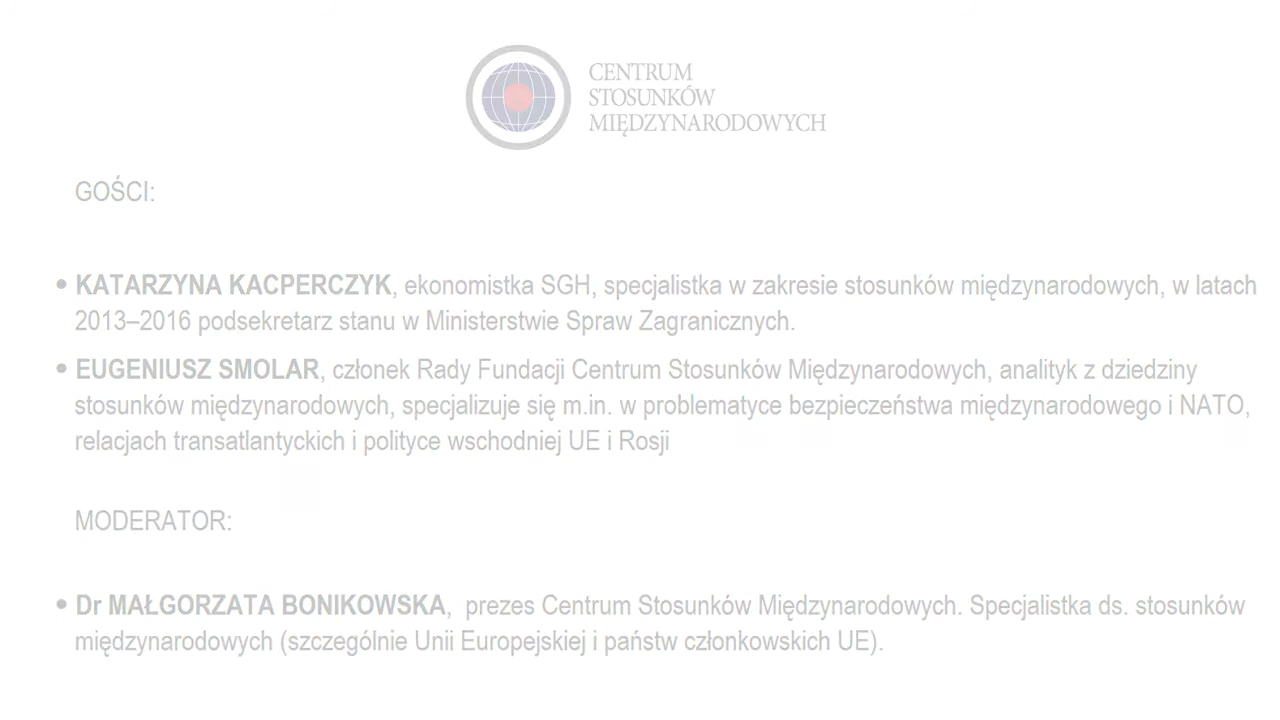 CENTRUM
STOSUNKÓW
MIĘDZYNARODOWYCH
GOŚCI:
• KATARZYNA KACPERCZYK, ekonomistka SGH, specjalistka w zakresie stosunków międzynarodowych, w latach
2013–2016 podsekretarz stanu w Ministerstwie Spraw Zagranicznych.
• EUGENIUSZ SMOLAR, członek Rady Fundacji Centrum Stosunków Międzynarodowych, analityk z dziedziny
stosunków międzynarodowych, specjalizuje się m.in. w problematyce bezpieczeństwa międzynarodowego i NATO,
relacjach transatlantyckich i polityce wschodniej UE i Rosji
MODERATOR:
• Dr MAŁGORZATA BONIKOWSKA, prezes Centrum Stosunków Międzynarodowych. Specjalistka ds. stosunków
międzynarodowych (szczególnie Unii Europejskiej i państw członkowskich UE).